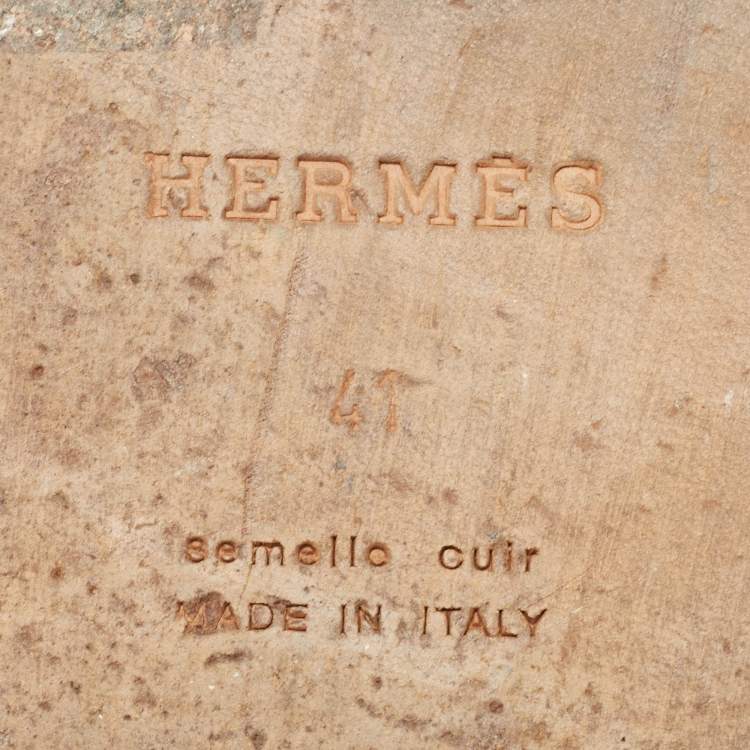 HERMÈS
41
semelle cuir
MADE IN ITALY